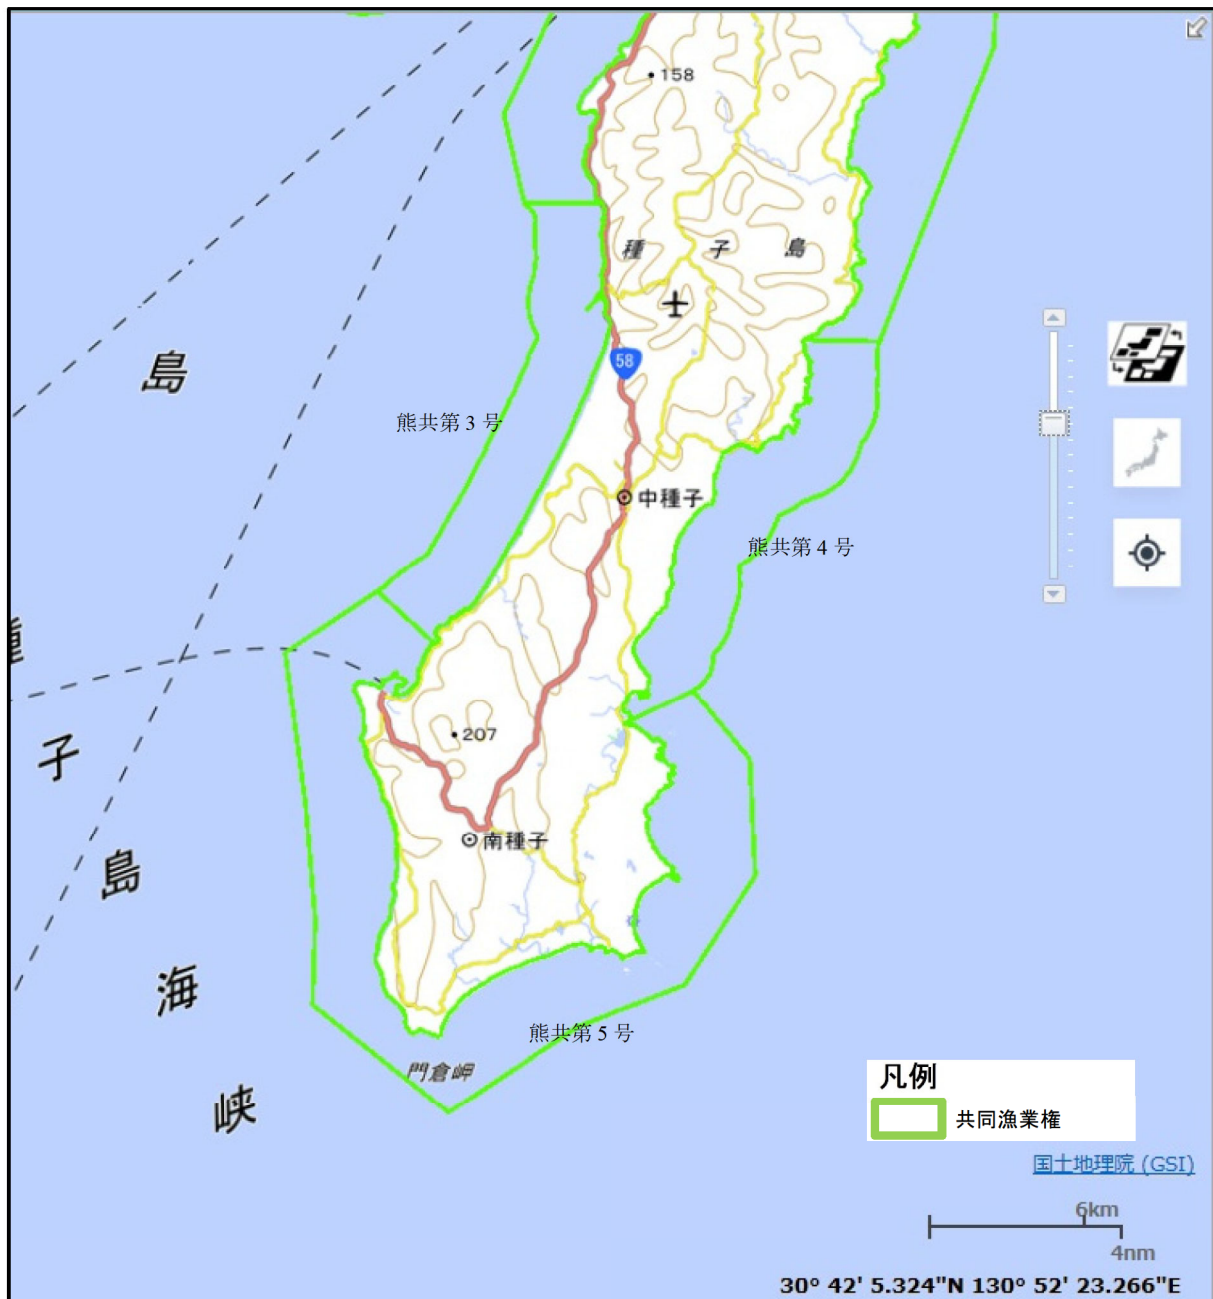 158
種子島
島
58
熊共第3号
中種子
熊共第4号
種子島海峡
207
南種子
熊共第5号
門倉岬
凡例
共同漁業権
国土地理院 (GSI)
6km
4nm
30° 42' 5.324"N 130° 52' 23.266"E